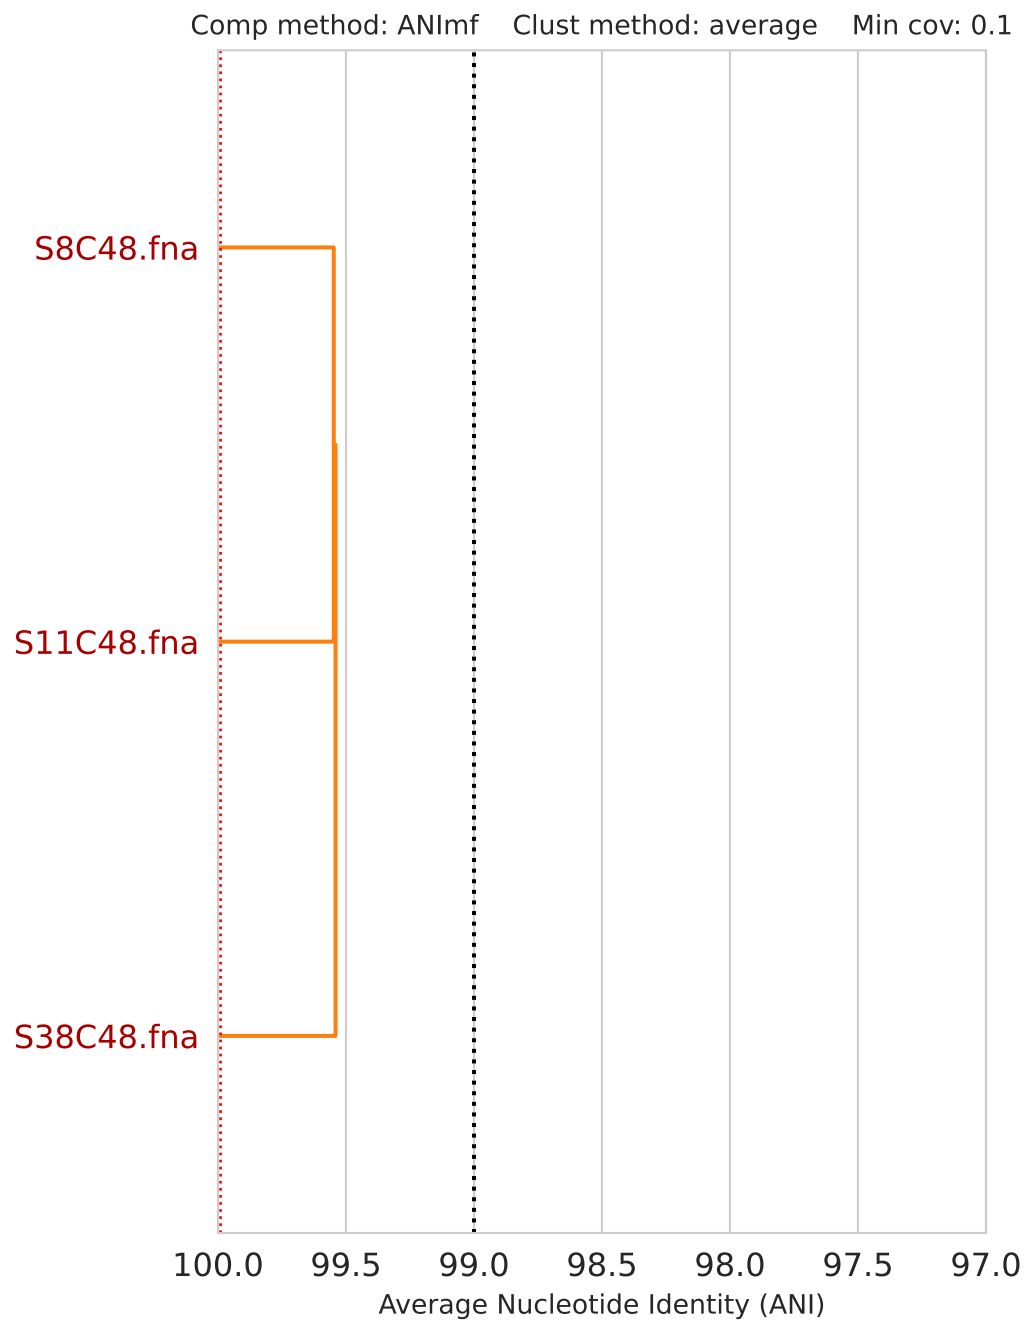 Comp method: ANImf    Clust method: average    Min cov: 0.1
S8C48.fna
S11C48.fna
S38C48.fna
100.0 99.5 99.0 98.5 98.0 97.5 97.0
Average Nucleotide Identity (ANI)